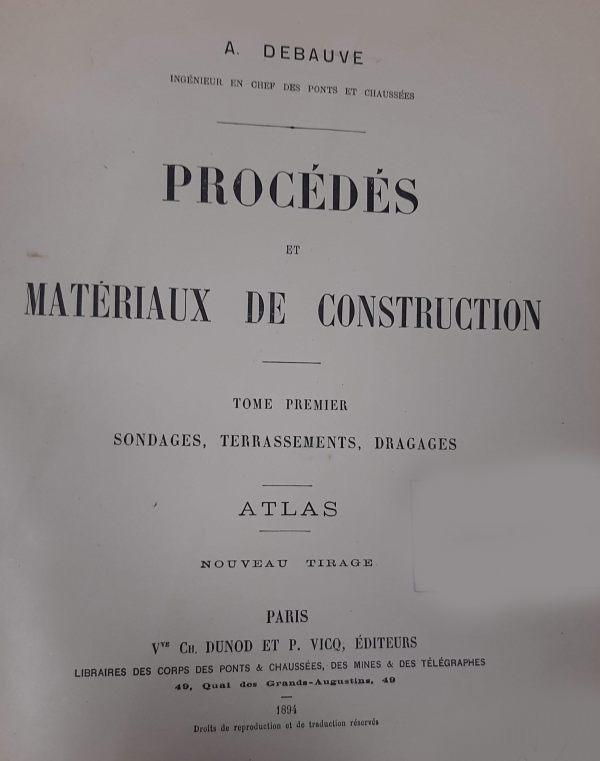 A. DEBAUVE
INGÉNIEUR EN CHEF DES PONTS ET CHAUSSÉES
PROCÉDÉS
ET
MATÉRIAUX DE CONSTRUCTION
TOME PREMIER
SONDAGES, TERRASSEMENTS, DRAGAGES
ATLAS
NOUVEAU TIRAGE
PARIS
Vve CH. DUNOD ET P. VICQ, ÉDITEURS
LIBRAIRES DES CORPS DES PONTS & CHAUSSÉES, DES MINES & DES TÉLÉGRAPHES
49, Quai des Grands-Augustins, 49
1894
Droits de reproduction et de traduction réservés